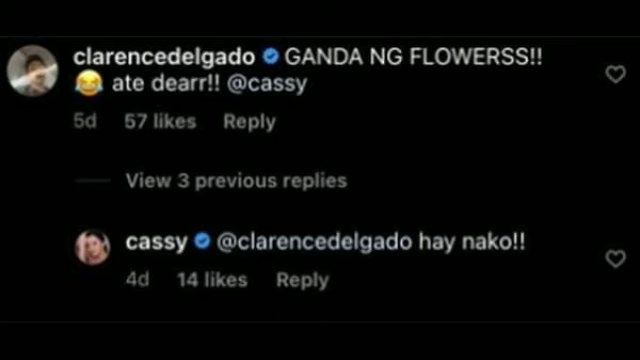 clarencedelgado GANDA NG FLOWERSS!!
😂 ate dearr!! @cassy
5d 57 likes Reply
View 3 previous replies
cassy @clarencedelgado hay nako!!
4d 14 likes Reply